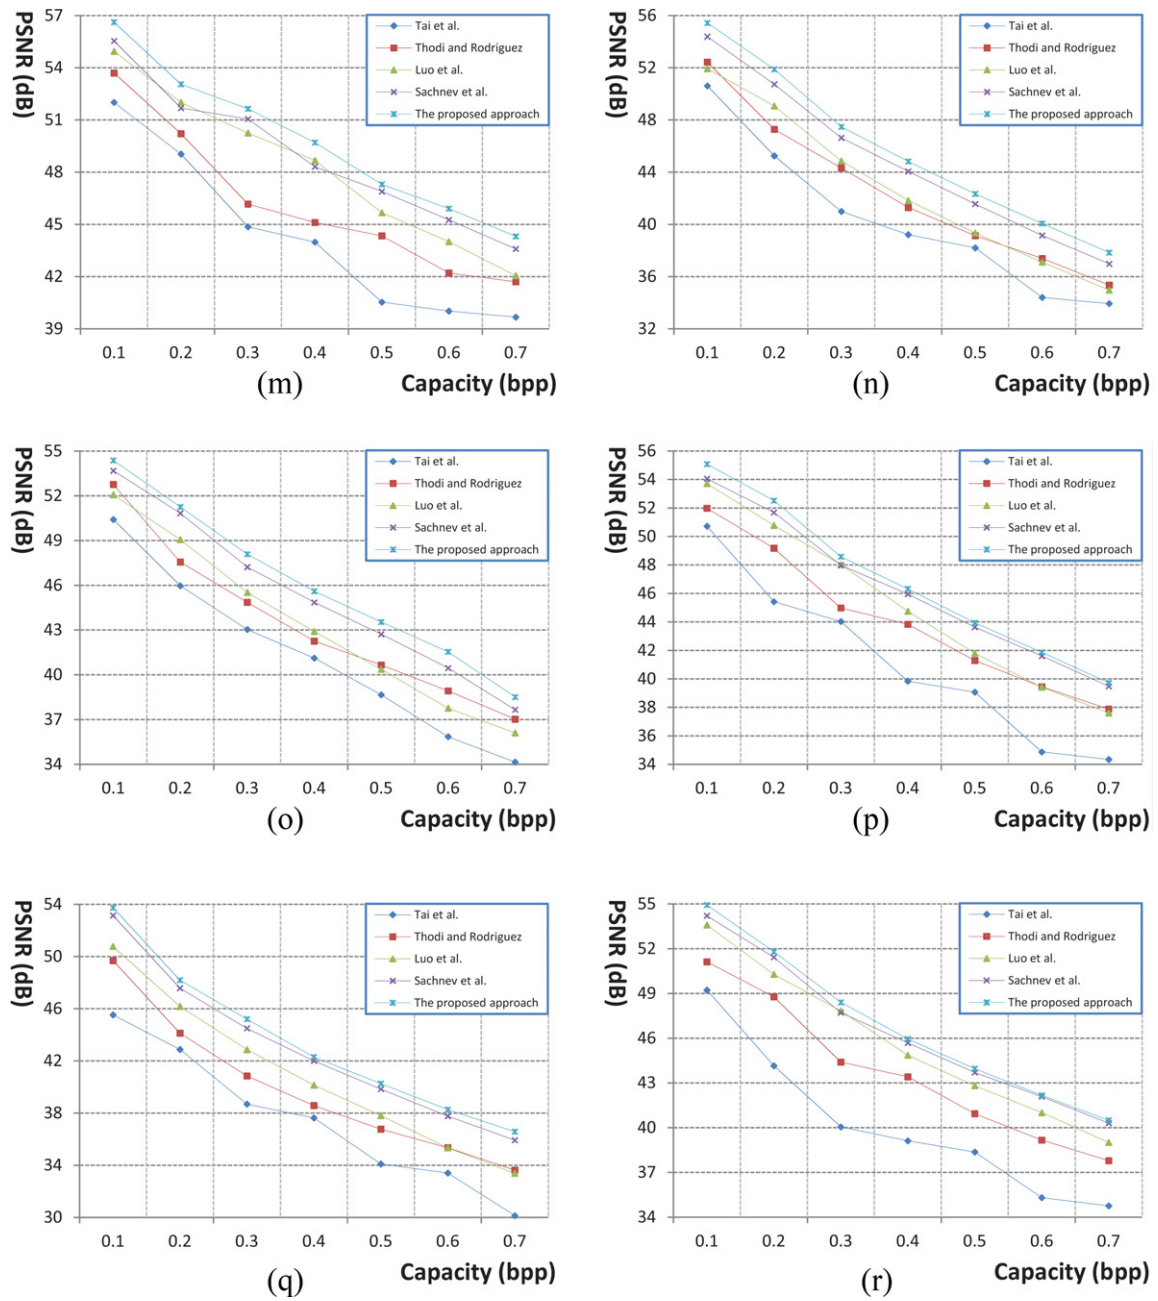 PSNR (dB)
57
54
51
48
45
42
39
0.1 0.2 0.3 0.4 0.5 0.6 0.7
Tai et al.
Thodi and Rodriguez
Luo et al.
Sachnev et al.
The proposed approach
(m)
Capacity (bpp)
PSNR (dB)
56
52
48
44
40
36
32
0.1 0.2 0.3 0.4 0.5 0.6 0.7
Tai et al.
Thodi and Rodriguez
Luo et al.
Sachnev et al.
The proposed approach
(n)
Capacity (bpp)
PSNR (dB)
55
52
49
46
43
40
37
34
0.1 0.2 0.3 0.4 0.5 0.6 0.7
Tai et al.
Thodi and Rodriguez
Luo et al.
Sachnev et al.
The proposed approach
(o)
Capacity (bpp)
PSNR (dB)
56
54
52
50
48
46
44
42
40
38
36
34
0.1 0.2 0.3 0.4 0.5 0.6 0.7
Tai et al.
Thodi and Rodriguez
Luo et al.
Sachnev et al.
The proposed approach
(p)
Capacity (bpp)
PSNR (dB)
54
50
46
42
38
34
30
0.1 0.2 0.3 0.4 0.5 0.6 0.7
Tai et al.
Thodi and Rodriguez
Luo et al.
Sachnev et al.
The proposed approach
(q)
Capacity (bpp)
PSNR (dB)
55
52
49
46
43
40
37
34
0.1 0.2 0.3 0.4 0.5 0.6 0.7
Tai et al.
Thodi and Rodriguez
Luo et al.
Sachnev et al.
The proposed approach
(r)
Capacity (bpp)